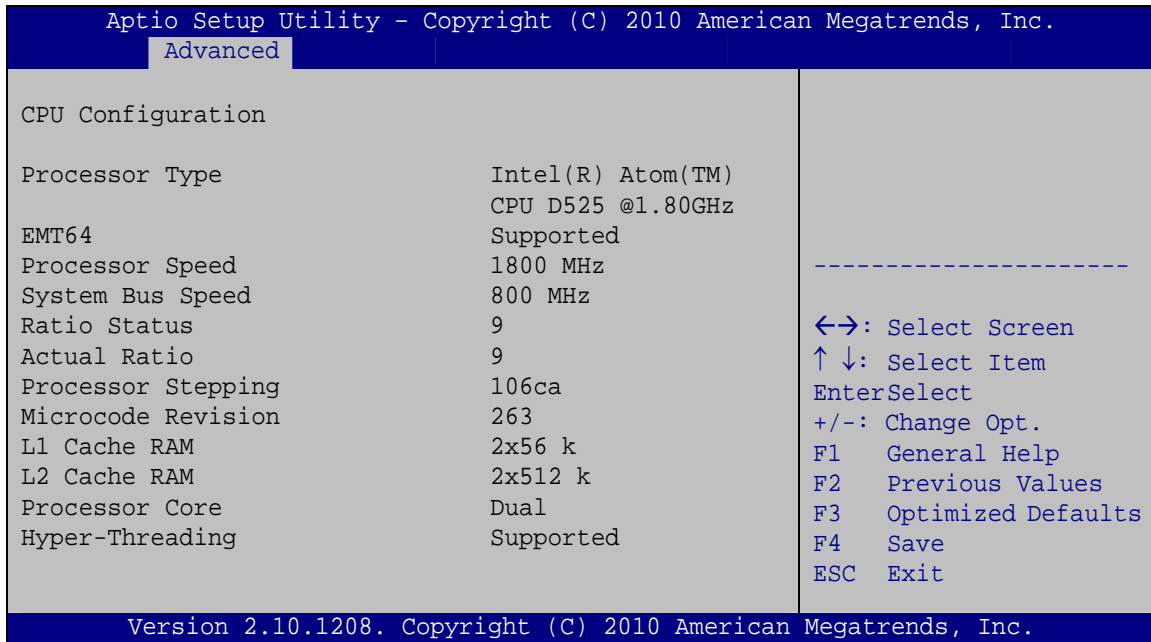 Aptio Setup Utility – Copyright (C) 2010 American Megatrends, Inc.
Advanced
CPU Configuration
Processor Type Intel(R) Atom(TM)
CPU D525 @1.80GHz
EMT64 Supported
Processor Speed 1800 MHz
System Bus Speed 800 MHz
Ratio Status 9
Actual Ratio 9
Processor Stepping 106ca
Microcode Revision 263
L1 Cache RAM 2x56 k
L2 Cache RAM 2x512 k
Processor Core Dual
Hyper-Threading Supported
----------------------
←→: Select Screen
↑ ↓: Select Item
EnterSelect
+/-: Change Opt.
F1 General Help
F2 Previous Values
F3 Optimized Defaults
F4 Save
ESC Exit
Version 2.10.1208. Copyright (C) 2010 American Megatrends, Inc.